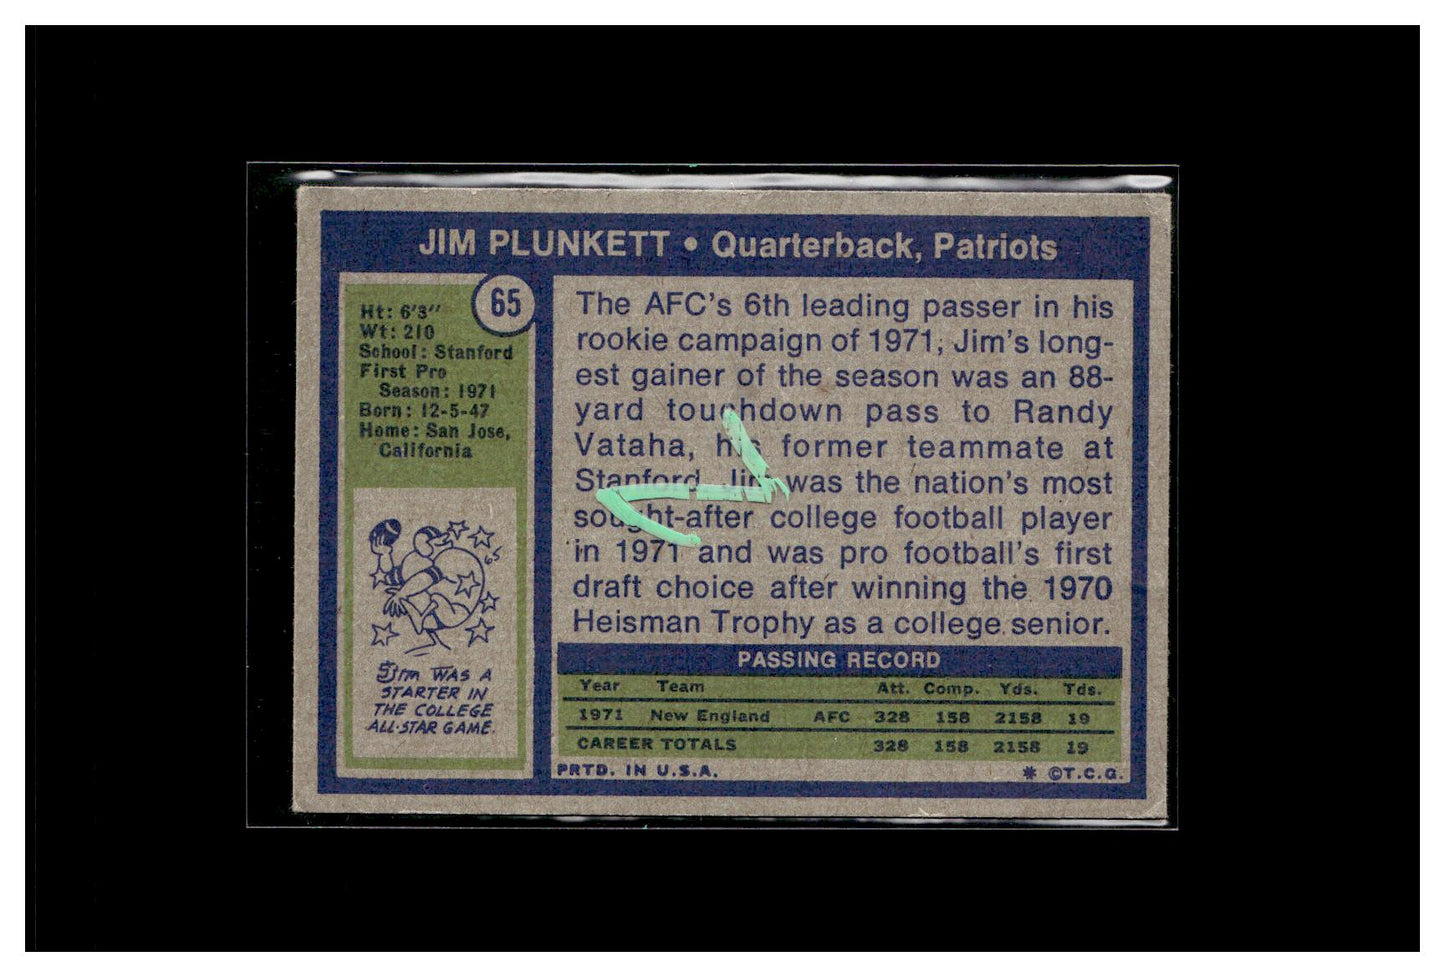 JIM PLUNKETT • Quarterback, Patriots
65
Ht: 6'3"
Wt: 210
School: Stanford
First Pro
Season: 1971
Born: 12-5-47
Home: San Jose,
California
JIM WAS A
STARTER IN
THE COLLEGE
ALL-STAR GAME.
The AFC's 6th leading passer in his
rookie campaign of 1971, Jim's long-
est gainer of the season was an 88-
yard touchdown pass to Randy
Vataha, his former teammate at
Stanford. Jim was the nation's most
sought-after college football player
in 1971 and was pro football's first
draft choice after winning the 1970
Heisman Trophy as a college senior.
PASSING RECORD
Year Team Att. Comp. Yds. Tds.
1971 New England AFC 328 158 2158 19
CAREER TOTALS 328 158 2158 19
PRTD. IN U.S.A. * ©T.C.G.